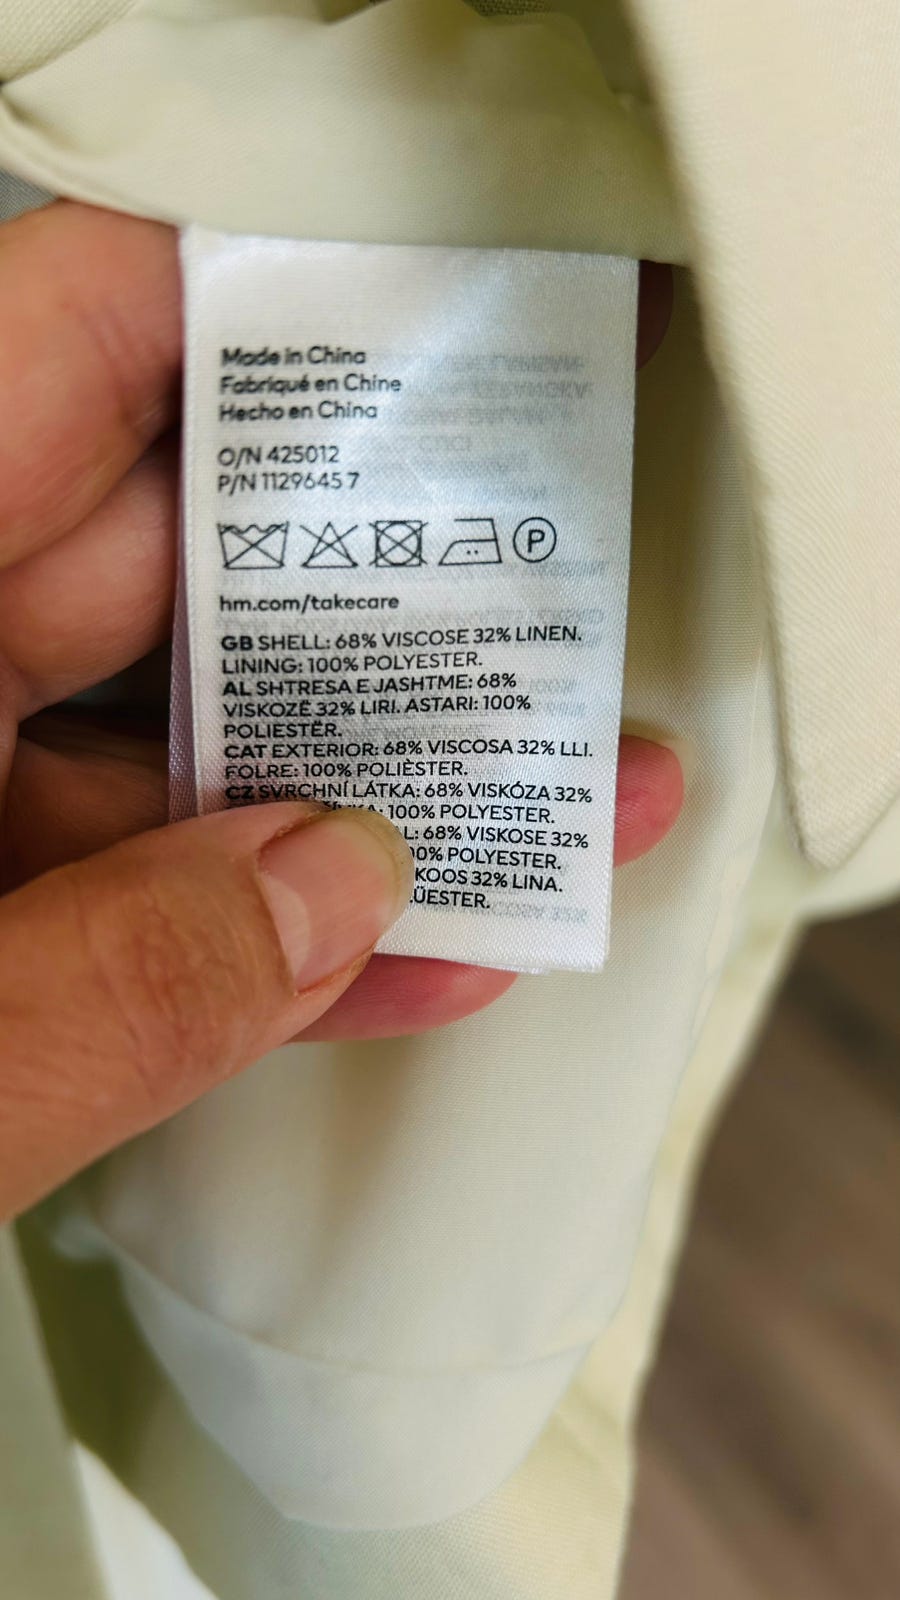 Made in China
Fabriqué en Chine
Hecho en China
O/N 425012
P/N 1129645 7
P
hm.com/takecare
GB SHELL: 68% VISCOSE 32% LINEN.
LINING: 100% POLYESTER.
AL SHTRESA E JASHTME: 68%
VISKOZË 32% LIRI. ASTARI: 100%
POLIESTËR.
CAT EXTERIOR: 68% VISCOSA 32% LLI.
FOLRE: 100% POLIÈSTER.
CZ SVRCHNÍ LÁTKA: 68% VISKÓZA 32%
100% POLYESTER.
68% VISKOSE 32%
POLYESTER.
32% LINA.